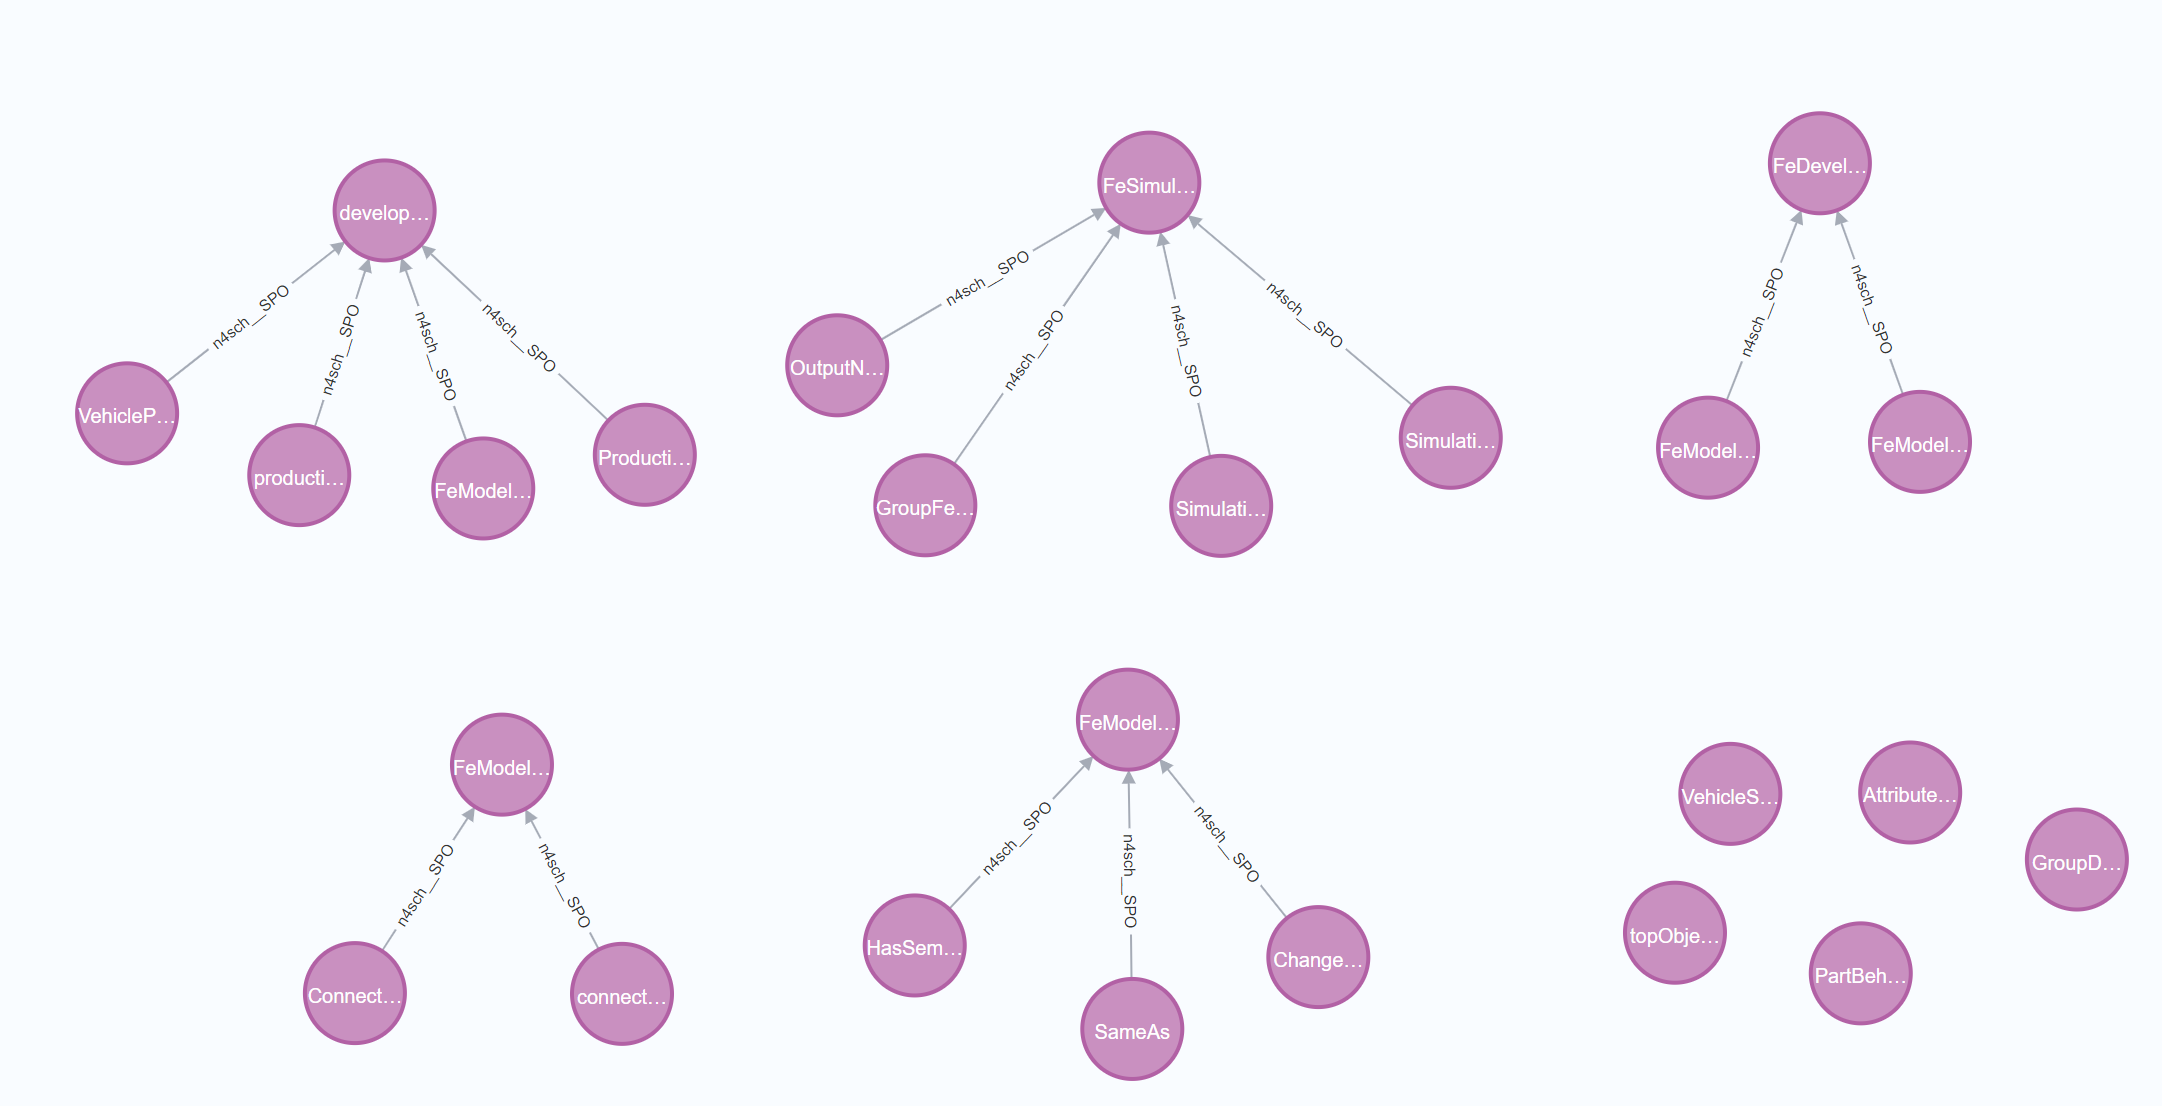 develop…
n4sch__SPO
n4sch__SPO
n4sch__SPO
n4sch__SPO
VehicleP…
producti…
FeModel…
Producti…
FeSimul…
n4sch__SPO
n4sch__SPO
n4sch__SPO
n4sch__SPO
OutputN…
GroupFe…
Simulati…
Simulati…
FeDevel…
n4sch__SPO
n4sch__SPO
FeModel…
FeModel…
FeModel…
n4sch__SPO
n4sch__SPO
Connect…
connect…
FeModel…
n4sch__SPO
n4sch__SPO
n4sch__SPO
HasSem…
SameAs
Change…
VehicleS…
Attribute…
GroupD…
topObje…
PartBeh…